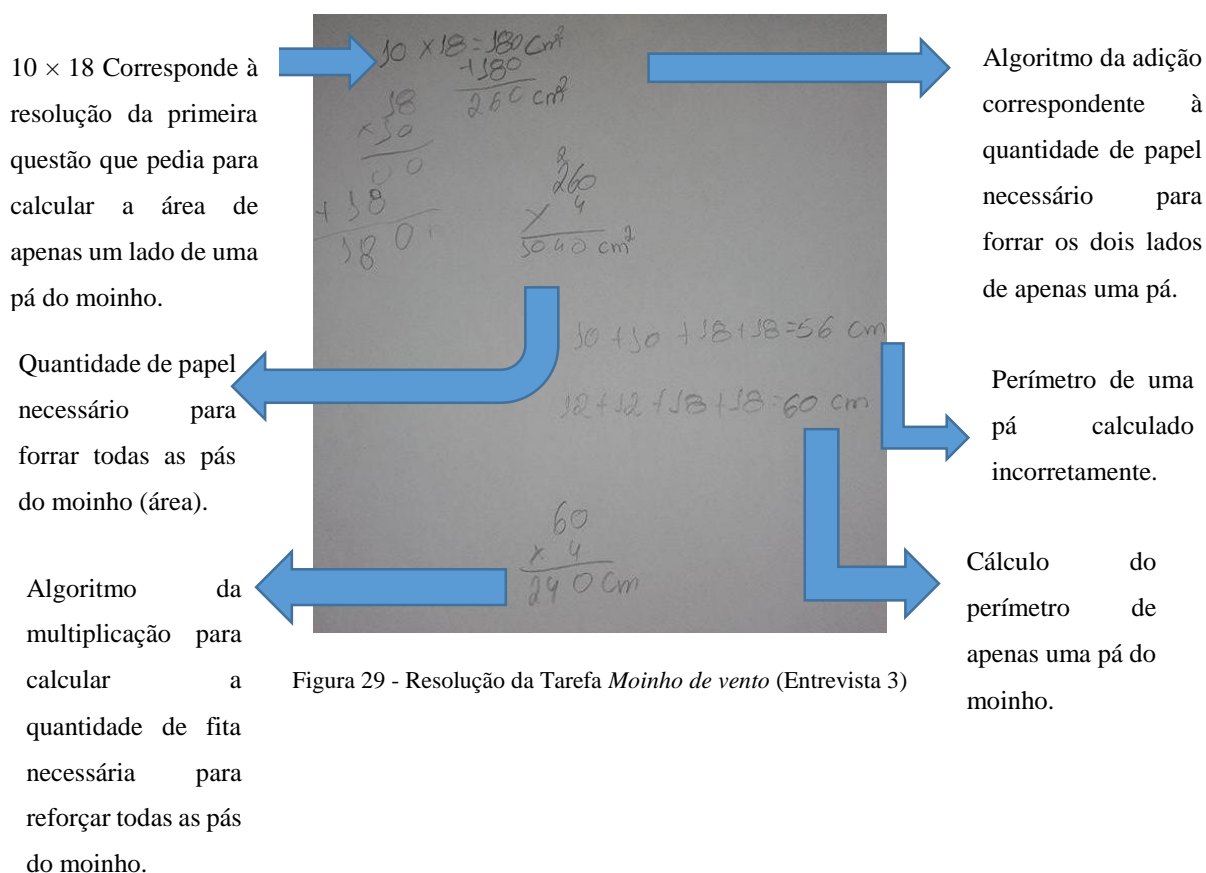 10 × 18 Corresponde à
resolução da primeira
questão que pedia para
calcular a área de
apenas um lado de uma
pá do moinho.
Quantidade de papel
necessário para
forrar todas as pás
do moinho (área).
Algoritmo da
multiplicação para
calcular a
quantidade de fita
necessária para
reforçar todas as pás
do moinho.
10 × 18 = 180 cm²
+180
260 cm²
18
×10
00
+ 18
180
2
260
× 4
1040 cm²
10 + 10 + 18 + 18 = 56 cm
12 + 12 + 18 + 18 = 60 cm
60
× 4
240 cm
Algoritmo da adição
correspondente à
quantidade de papel
necessário para
forrar os dois lados
de apenas uma pá.
Perímetro de uma
pá calculado
incorretamente.
Cálculo do
perímetro de
apenas uma pá do
moinho.
Figura 29 - Resolução da Tarefa Moinho de vento (Entrevista 3)